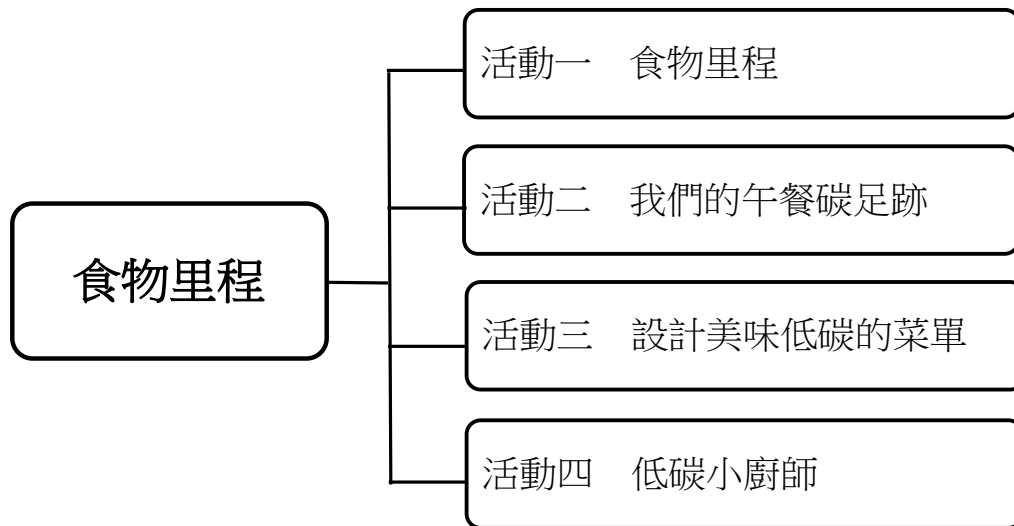 食物里程
活動一　食物里程
活動二　我們的午餐碳足跡
活動三　設計美味低碳的菜單
活動四　低碳小廚師